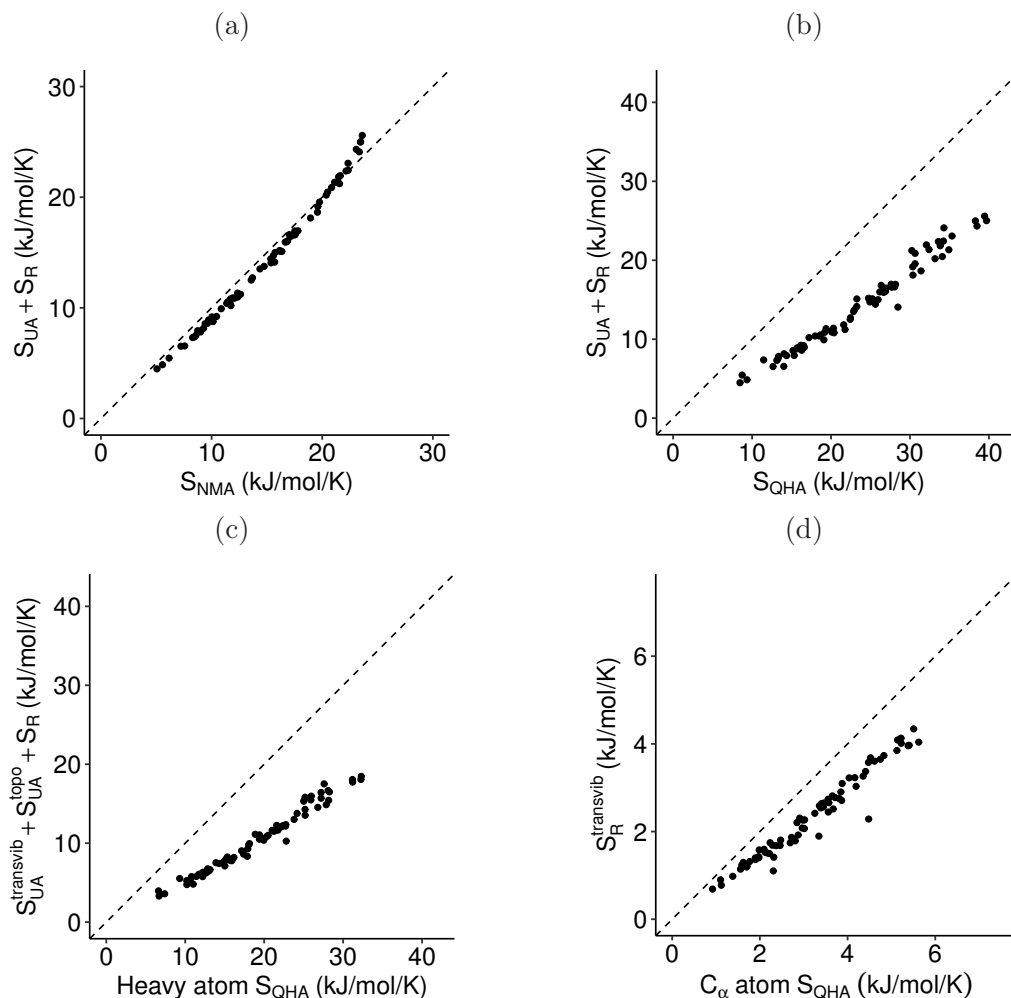 (a)
30
20
10
0
S_UA + S_R (kJ/mol/K)
0 10 20 30
S_NMA (kJ/mol/K)
(b)
40
30
20
10
0
S_UA + S_R (kJ/mol/K)
0 10 20 30 40
S_QHA (kJ/mol/K)
(c)
40
30
20
10
0
S_UA^transvib + S_UA^topo + S_R (kJ/mol/K)
0 10 20 30 40
Heavy atom S_QHA (kJ/mol/K)
(d)
6
4
2
0
S_R^transvib (kJ/mol/K)
0 2 4 6
C_α atom S_QHA (kJ/mol/K)